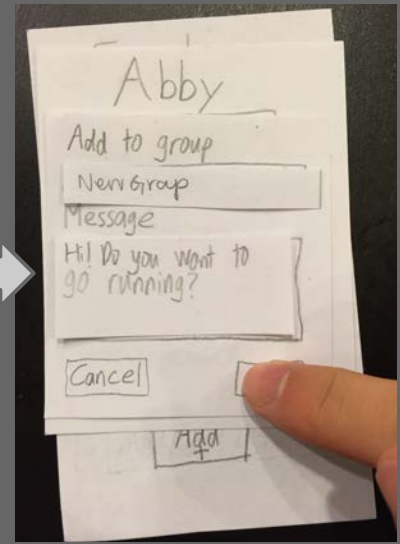 Abby
Add to group
New Group
Message
Hi! Do you want to
go running?
Cancel
Add
+